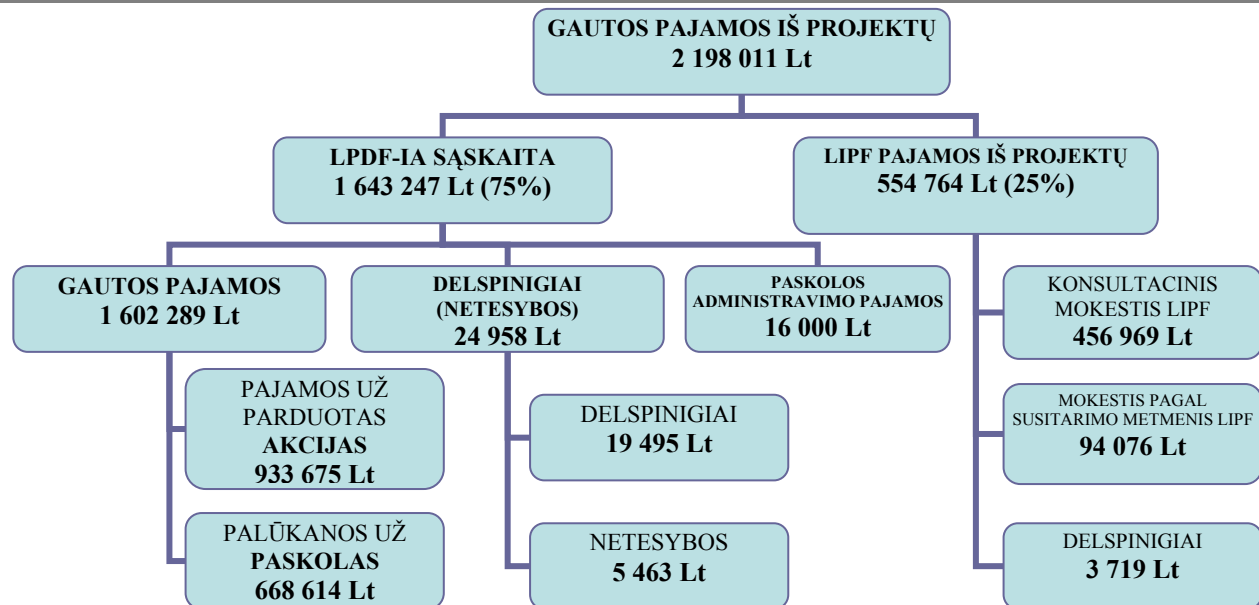 GAUTOS PAJAMOS IŠ PROJEKTŲ
2 198 011 Lt
LPDF-IA SĄSKAITA
1 643 247 Lt (75%)
LIPF PAJAMOS IŠ PROJEKTŲ
554 764 Lt (25%)
GAUTOS PAJAMOS
1 602 289 Lt
DELSPINIGIAI
(NETESYBOS)
24 958 Lt
PASKOLOS
ADMINISTRAVIMO PAJAMOS
16 000 Lt
KONSULTACINIS
MOKESTIS LIPF
456 969 Lt
PAJAMOS UŽ
PARDUOTAS
AKCIJAS
933 675 Lt
DELSPINIGIAI
19 495 Lt
MOKESTIS PAGAL
SUSITARIMO METMENIS LIPF
94 076 Lt
PALŪKANOS UŽ
PASKOLAS
668 614 Lt
NETESYBOS
5 463 Lt
DELSPINIGIAI
3 719 Lt